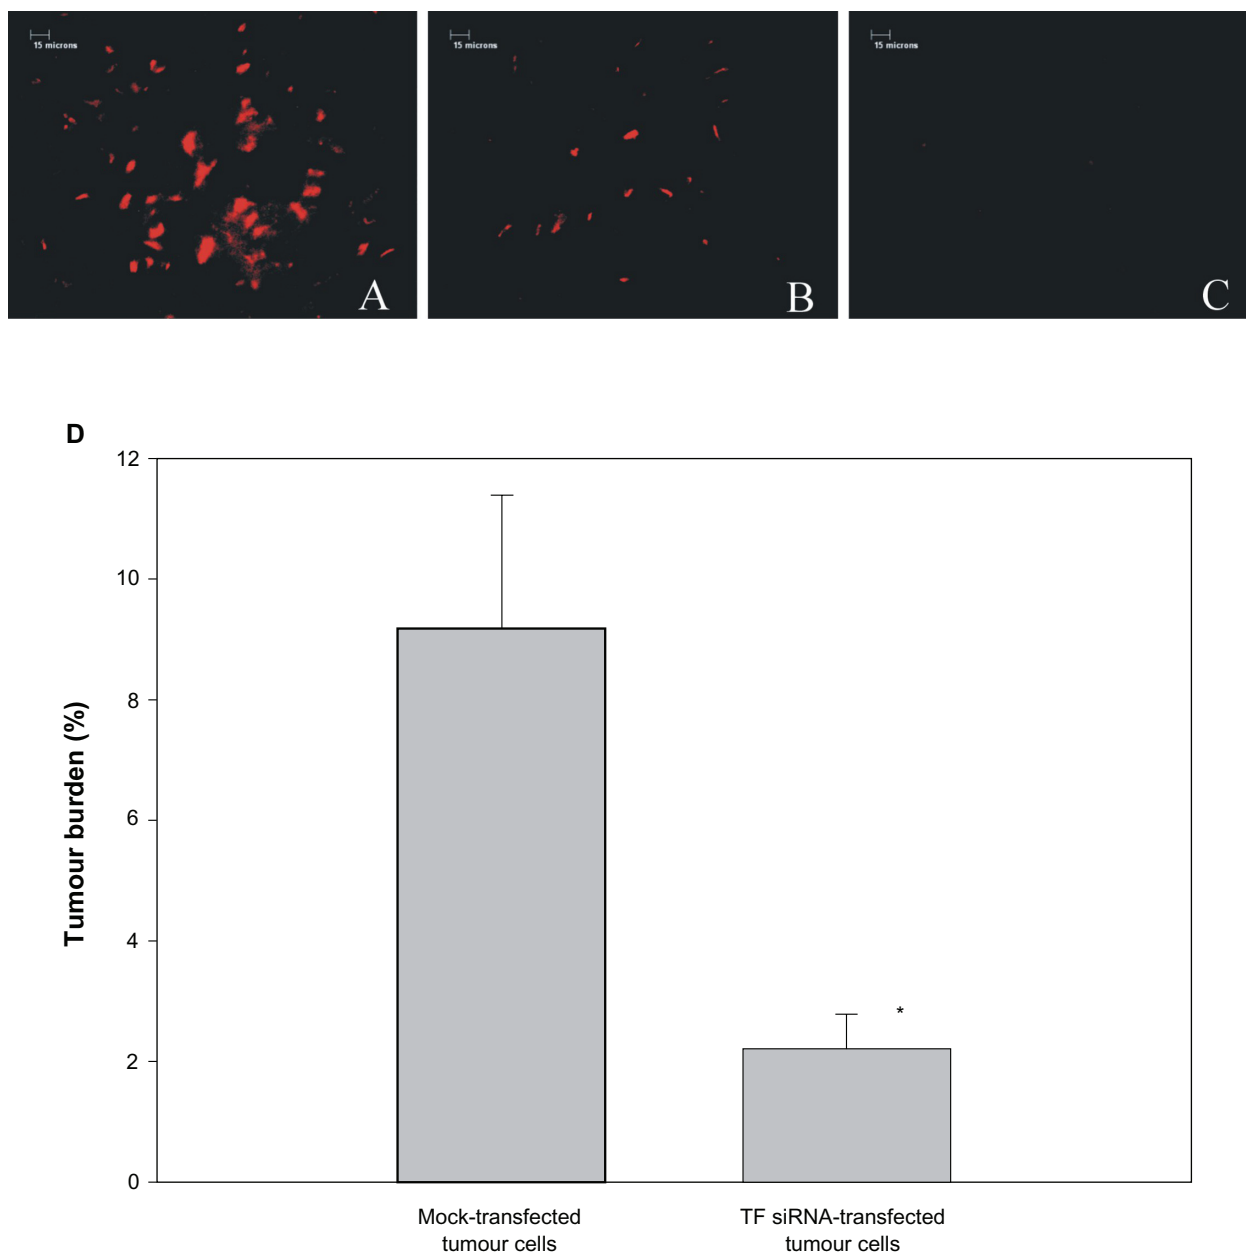 15 microns
15 microns
15 microns
A
B
C
D
12
10
8
6
4
2
0
Tumour burden (%)
*
Mock-transfected
tumour cells
TF siRNA-transfected
tumour cells